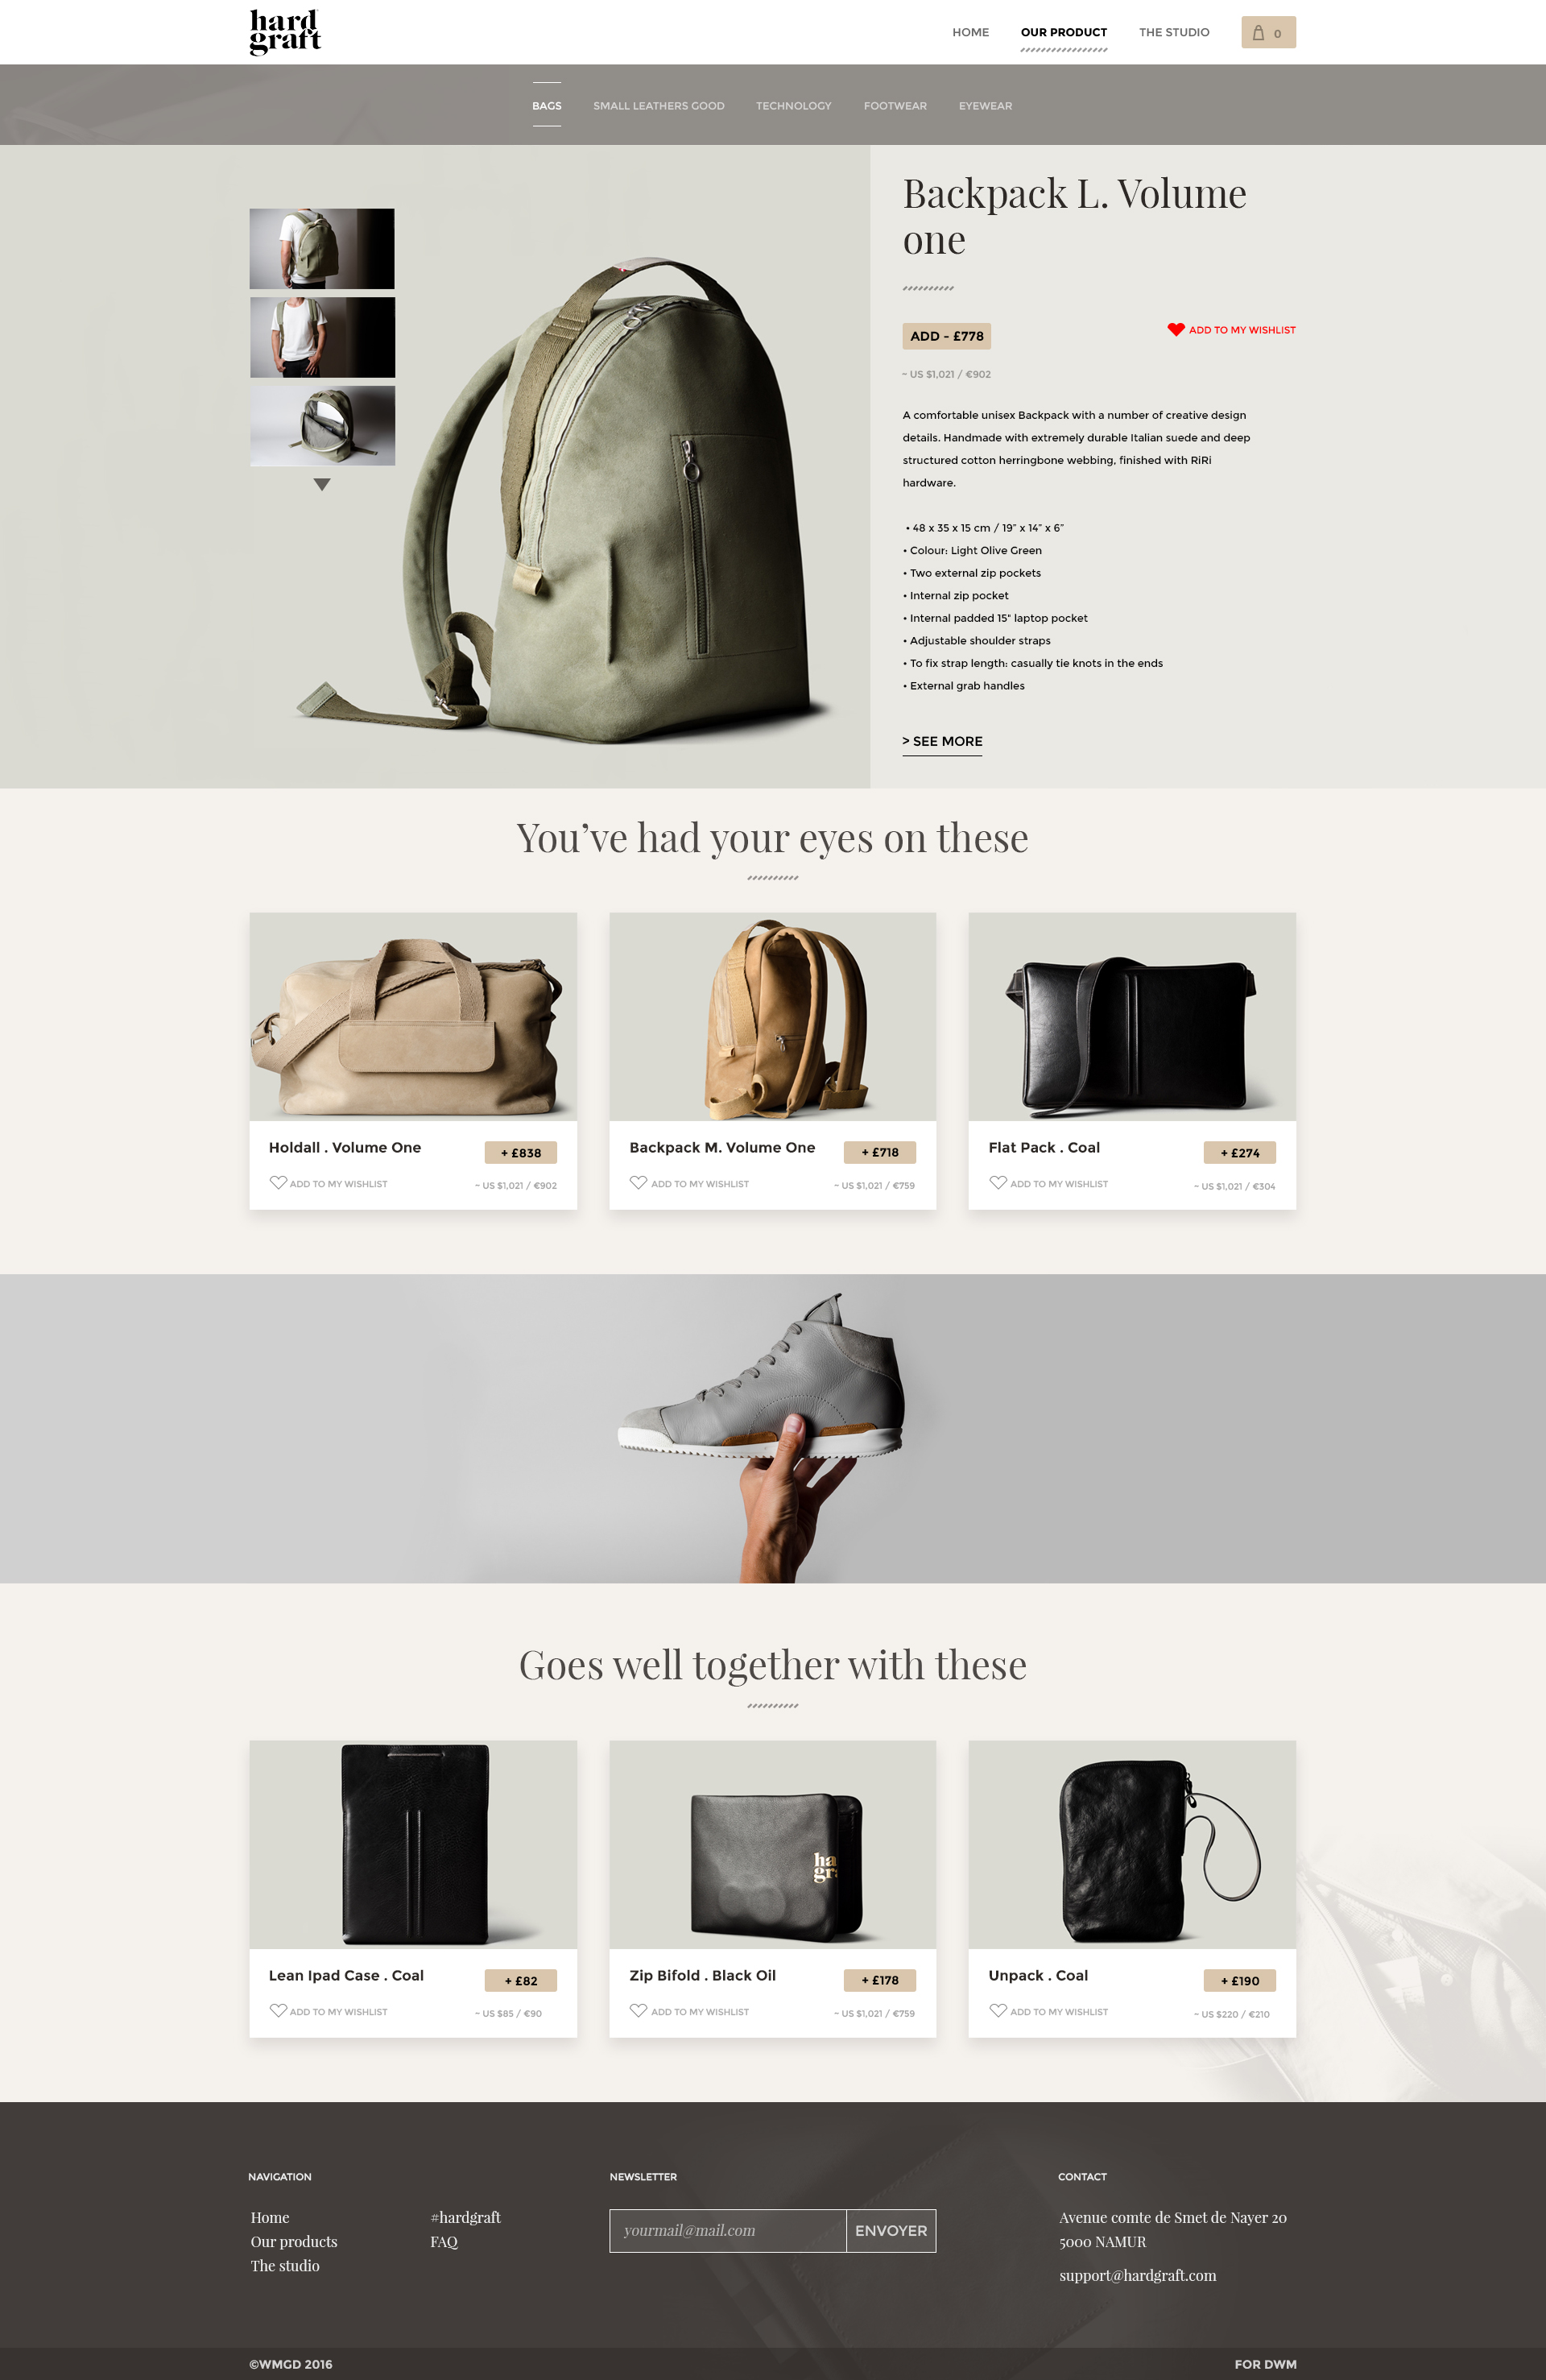 hard
graft
HOME
OUR PRODUCT
THE STUDIO
0
BAGS
SMALL LEATHERS GOOD
TECHNOLOGY
FOOTWEAR
EYEWEAR
Backpack L. Volume
one
ADD - £778
ADD TO MY WISHLIST
~ US $1,021 / €902
A comfortable unisex Backpack with a number of creative design
details. Handmade with extremely durable Italian suede and deep
structured cotton herringbone webbing, finished with RiRi
hardware.
• 48 x 35 x 15 cm / 19” x 14” x 6”
• Colour: Light Olive Green
• Two external zip pockets
• Internal zip pocket
• Internal padded 15" laptop pocket
• Adjustable shoulder straps
• To fix strap length: casually tie knots in the ends
• External grab handles
> SEE MORE
You’ve had your eyes on these
Holdall . Volume One
+ £838
ADD TO MY WISHLIST
~ US $1,021 / €902
Backpack M. Volume One
+ £718
ADD TO MY WISHLIST
~ US $1,021 / €759
Flat Pack . Coal
+ £274
ADD TO MY WISHLIST
~ US $1,021 / €304
Goes well together with these
ha
gr
Lean Ipad Case . Coal
+ £82
ADD TO MY WISHLIST
~ US $85 / €90
Zip Bifold . Black Oil
+ £178
ADD TO MY WISHLIST
~ US $1,021 / €759
Unpack . Coal
+ £190
ADD TO MY WISHLIST
~ US $220 / €210
NAVIGATION
Home
Our products
The studio
#hardgraft
FAQ
NEWSLETTER
yourmail@mail.com
ENVOYER
CONTACT
Avenue comte de Smet de Nayer 20
5000 NAMUR
support@hardgraft.com
©WMGD 2016
FOR DWM